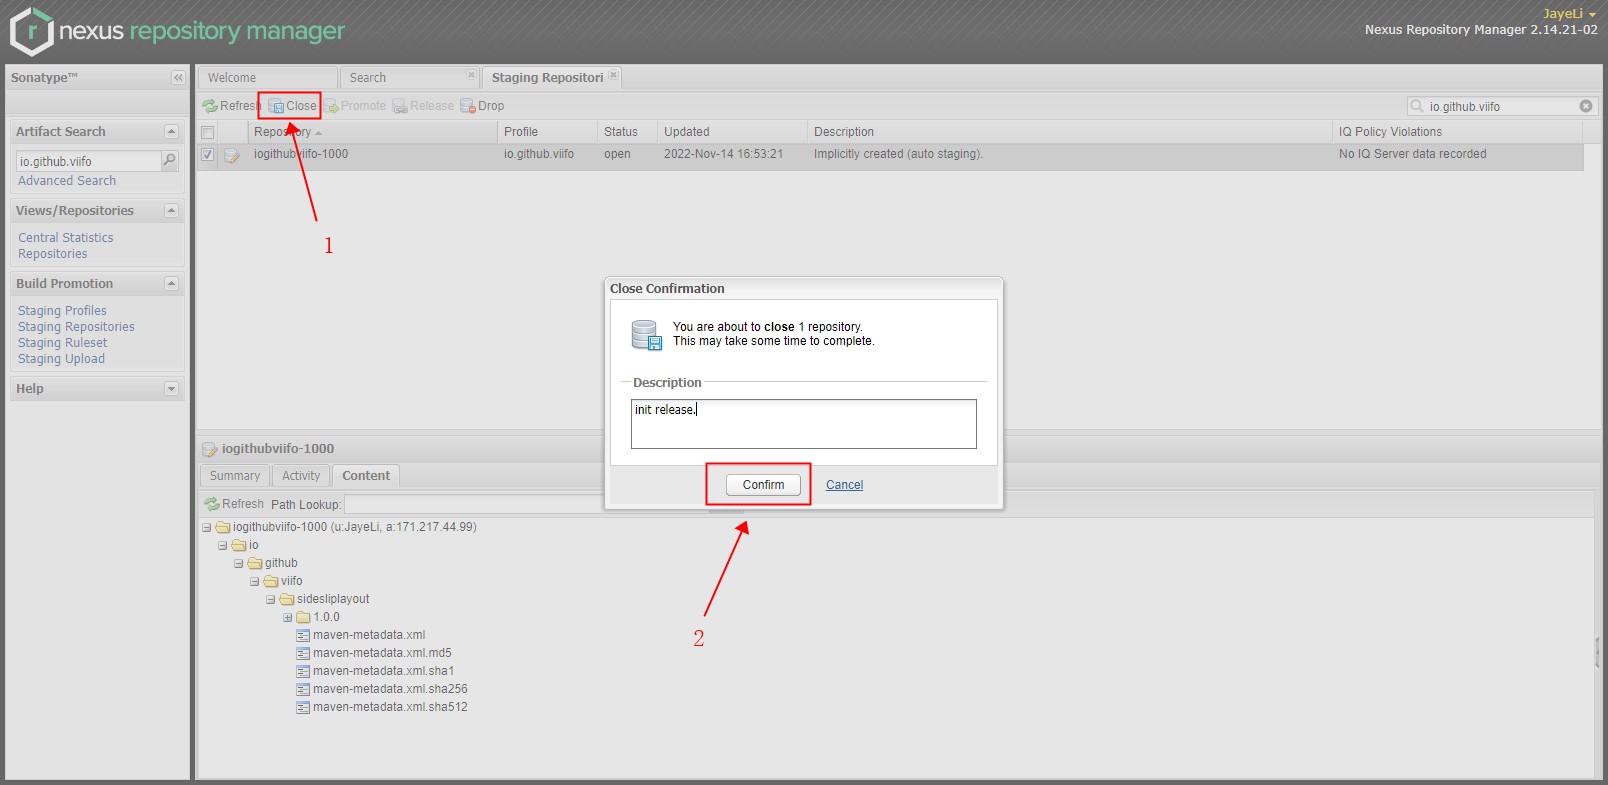 nexus repository manager
JayeLi
Nexus Repository Manager 2.14.21-02
Sonatype™
Welcome
Search
Staging Repositori
Refresh
Close
Promote
Release
Drop
io.github.viifo
Artifact Search
io.github.viifo
Advanced Search
Views/Repositories
Central Statistics
Repositories
Build Promotion
Staging Profiles
Staging Repositories
Staging Ruleset
Staging Upload
Help
Repository Profile Status Updated Description IQ Policy Violations
iogithubviifo-1000 io.github.viifo open 2022-Nov-14 16:53:21 Implicitly created (auto staging). No IQ Server data recorded
1
Close Confirmation
You are about to close 1 repository.
This may take some time to complete.
Description
init release.
Confirm
Cancel
2
iogithubviifo-1000
Summary
Activity
Content
Refresh
Path Lookup:
iogithubviifo-1000 (u:JayeLi, a:171.217.44.99)
io
github
viifo
sidesliplayout
1.0.0
maven-metadata.xml
maven-metadata.xml.md5
maven-metadata.xml.sha1
maven-metadata.xml.sha256
maven-metadata.xml.sha512